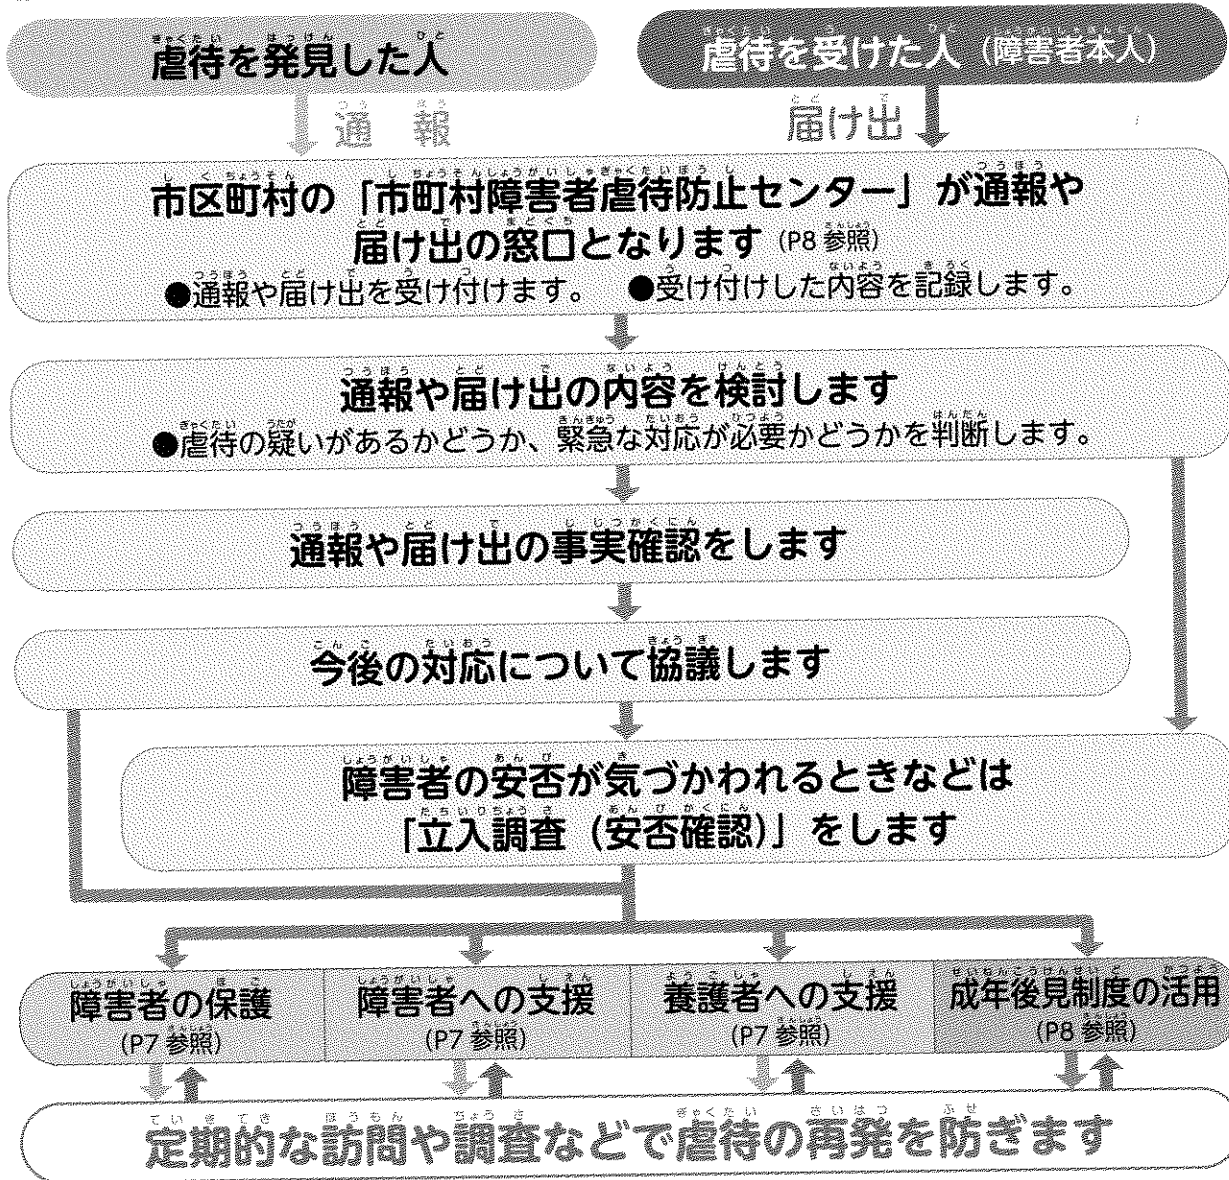 虐待を発見した人
虐待を受けた人（障害者本人）
通報
届け出
市区町村の「市町村障害者虐待防止センター」が通報や
届け出の窓口となります（P8 参照）
●通報や届け出を受け付けます。 ●受け付けした内容を記録します。
通報や届け出の内容を検討します
●虐待の疑いがあるかどうか、緊急な対応が必要かどうかを判断します。
通報や届け出の事実確認をします
今後の対応について協議します
障害者の安否が気づかわれるときなどは
「立入調査（安否確認）」をします
障害者の保護
（P7 参照）
障害者への支援
（P7 参照）
養護者への支援
（P7 参照）
成年後見制度の活用
（P8 参照）
定期的な訪問や調査などで虐待の再発を防ぎます